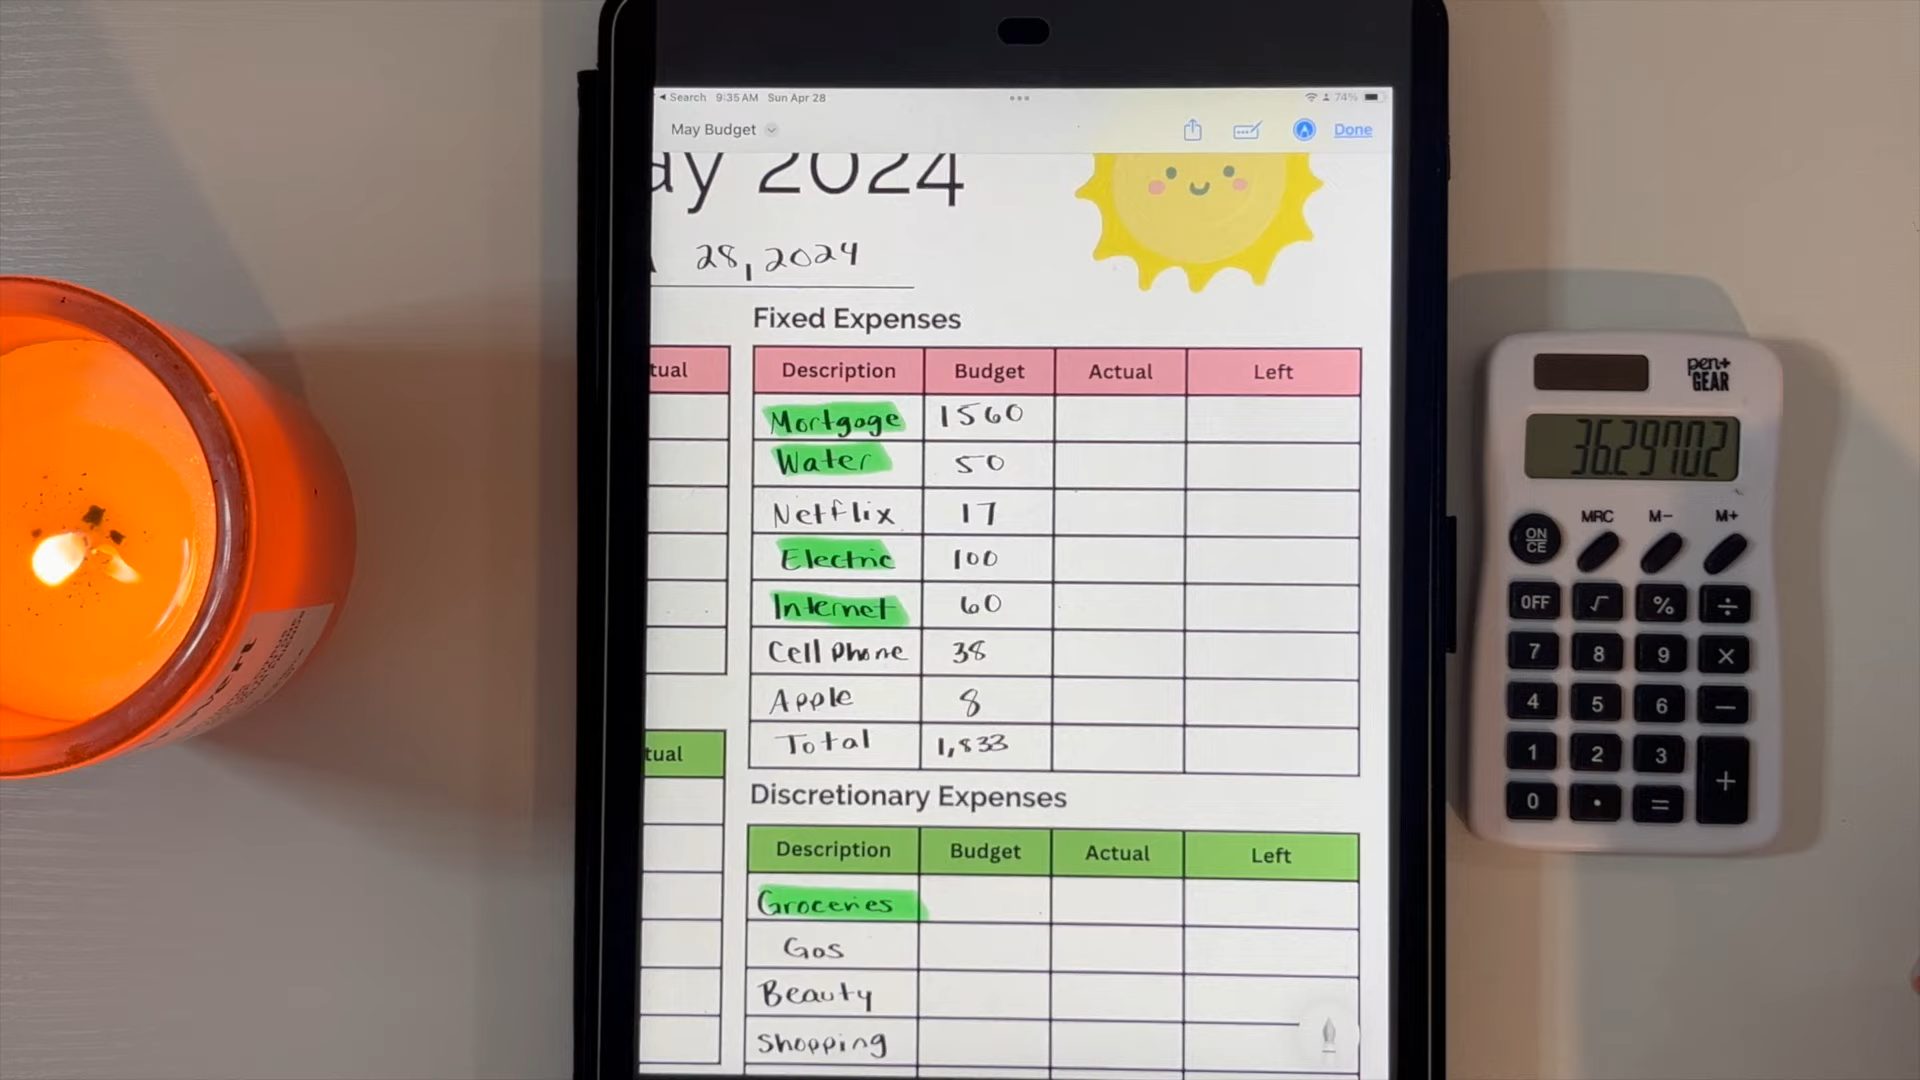 Search 9:35 AM Sun Apr 28
74%
May Budget
Done
ay 2024
28, 2024
Fixed Expenses
tual
Description Budget Actual Left
Mortgage 1560
Water 50
Netflix 17
Electric 100
Internet 60
Cell Phone 38
Apple 8
Total 1,833
tual
Discretionary Expenses
Description Budget Actual Left
Groceries
Gas
Beauty
Shopping
pen+
GEAR
36.29702
MRC M- M+
ON
CE
OFF √ % ÷
7 8 9 ×
4 5 6 −
1 2 3
0 . = +